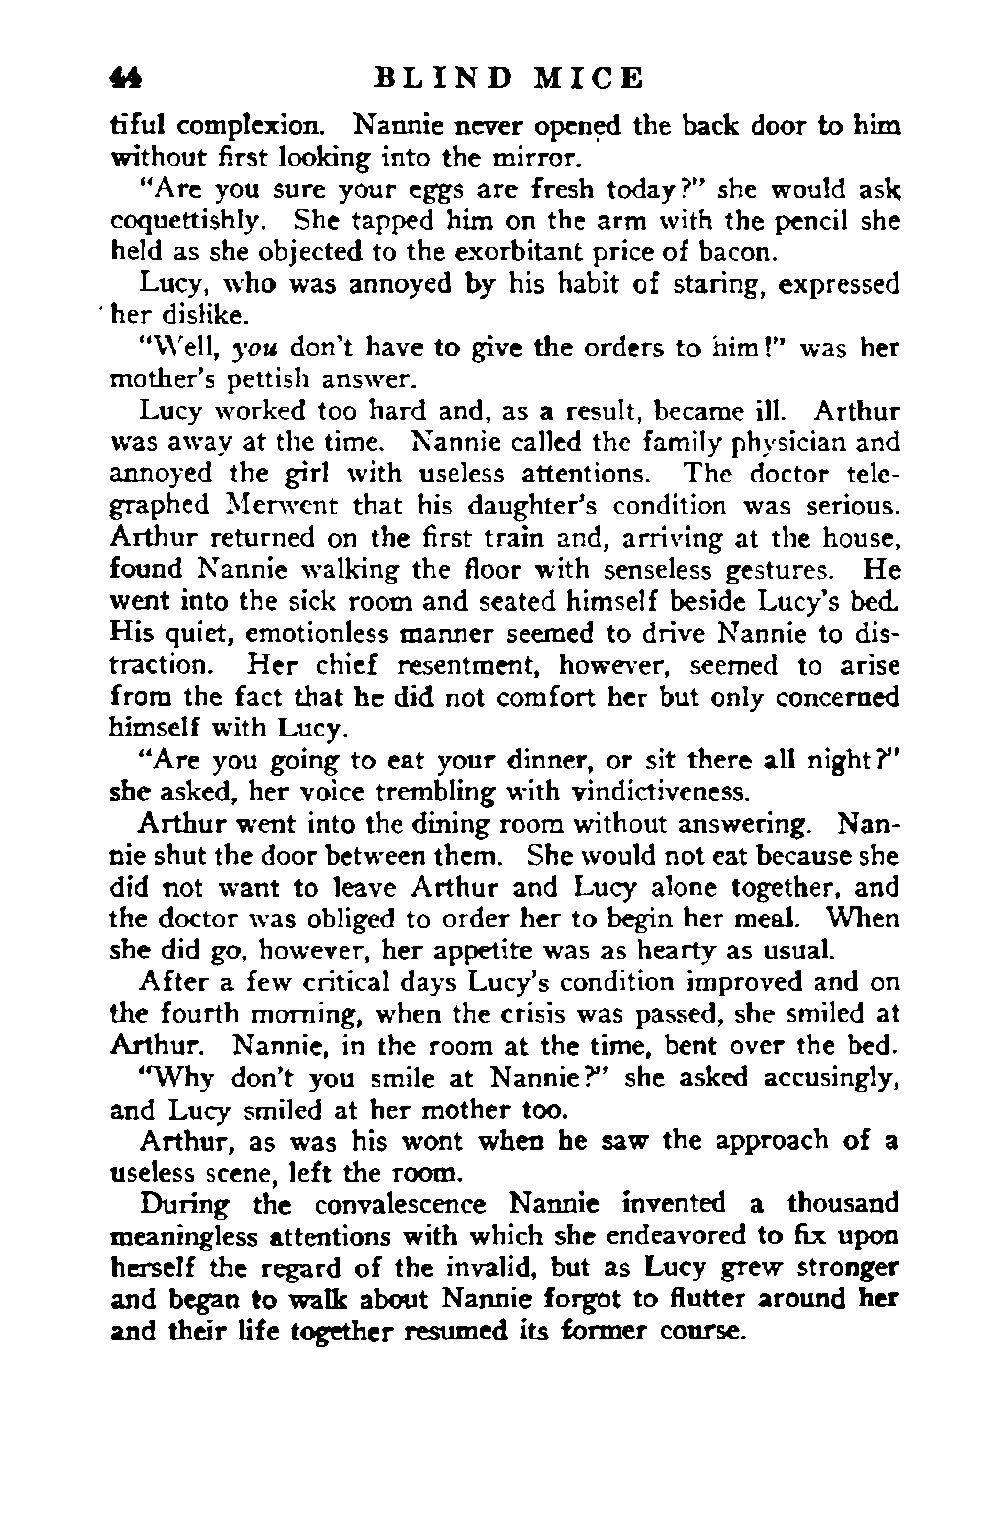 44 BLIND MICE
tiful complexion. Nannie never opened the back door to him
without first looking into the mirror.
“Are you sure your eggs are fresh today?” she would ask
coquettishly. She tapped him on the arm with the pencil she
held as she objected to the exorbitant price of bacon.
Lucy, who was annoyed by his habit of staring, expressed
her dislike.
“Well, you don't have to give the orders to him!” was her
mother's pettish answer.
Lucy worked too hard and, as a result, became ill. Arthur
was away at the time. Nannie called the family physician and
annoyed the girl with useless attentions. The doctor tele-
graphed Merwent that his daughter's condition was serious.
Arthur returned on the first train and, arriving at the house,
found Nannie walking the floor with senseless gestures. He
went into the sick room and seated himself beside Lucy's bed.
His quiet, emotionless manner seemed to drive Nannie to dis-
traction. Her chief resentment, however, seemed to arise
from the fact that he did not comfort her but only concerned
himself with Lucy.
“Are you going to eat your dinner, or sit there all night?”
she asked, her voice trembling with vindictiveness.
Arthur went into the dining room without answering. Nan-
nie shut the door between them. She would not eat because she
did not want to leave Arthur and Lucy alone together, and
the doctor was obliged to order her to begin her meal. When
she did go, however, her appetite was as hearty as usual.
After a few critical days Lucy's condition improved and on
the fourth morning, when the crisis was passed, she smiled at
Arthur. Nannie, in the room at the time, bent over the bed.
“Why don't you smile at Nannie?” she asked accusingly,
and Lucy smiled at her mother too.
Arthur, as was his wont when he saw the approach of a
useless scene, left the room.
During the convalescence Nannie invented a thousand
meaningless attentions with which she endeavored to fix upon
herself the regard of the invalid, but as Lucy grew stronger
and began to walk about Nannie forgot to flutter around her
and their life together resumed its former course.